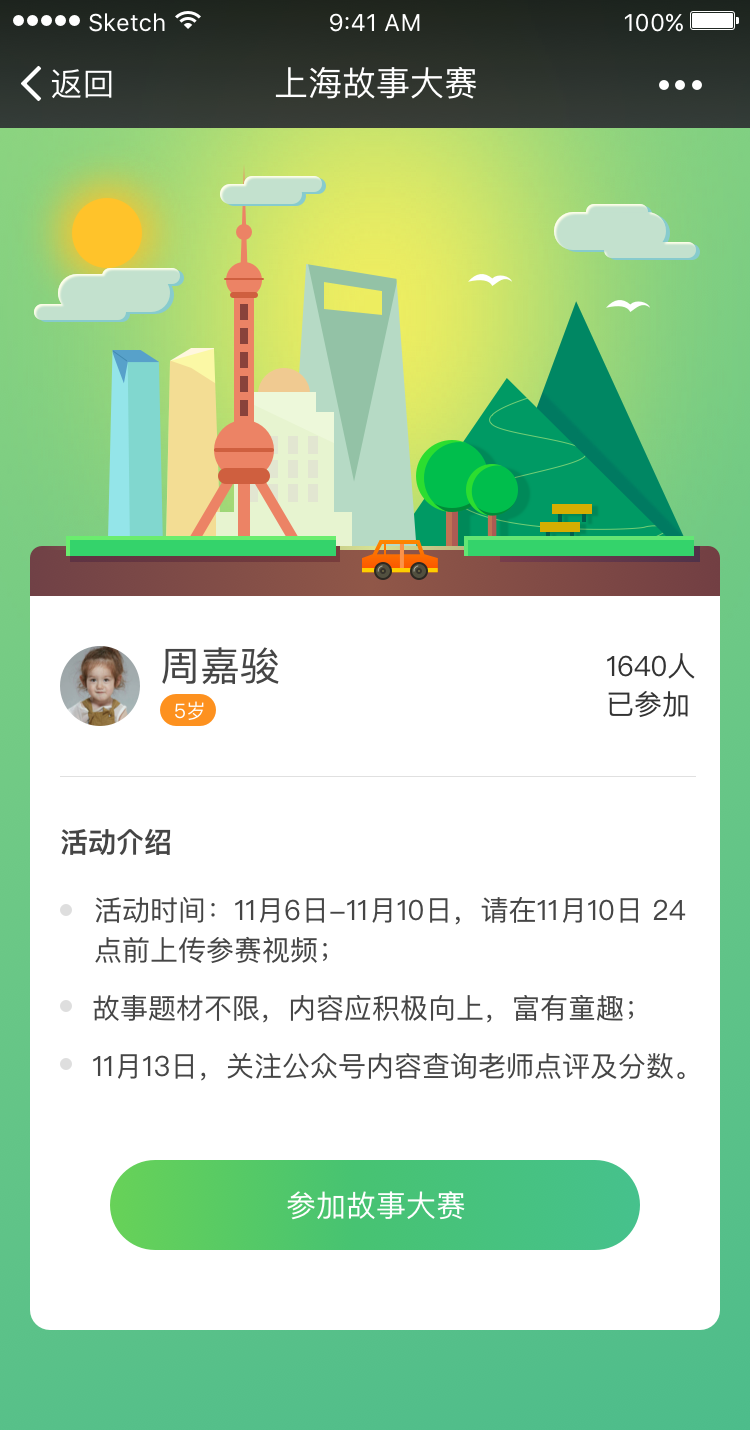 Sketch 9:41 AM 100%
返回 上海故事大赛
周嘉骏
5岁
1640人
已参加
活动介绍
活动时间：11月6日-11月10日，请在11月10日 24
点前上传参赛视频；
故事题材不限，内容应积极向上，富有童趣；
11月13日，关注公众号内容查询老师点评及分数。
参加故事大赛